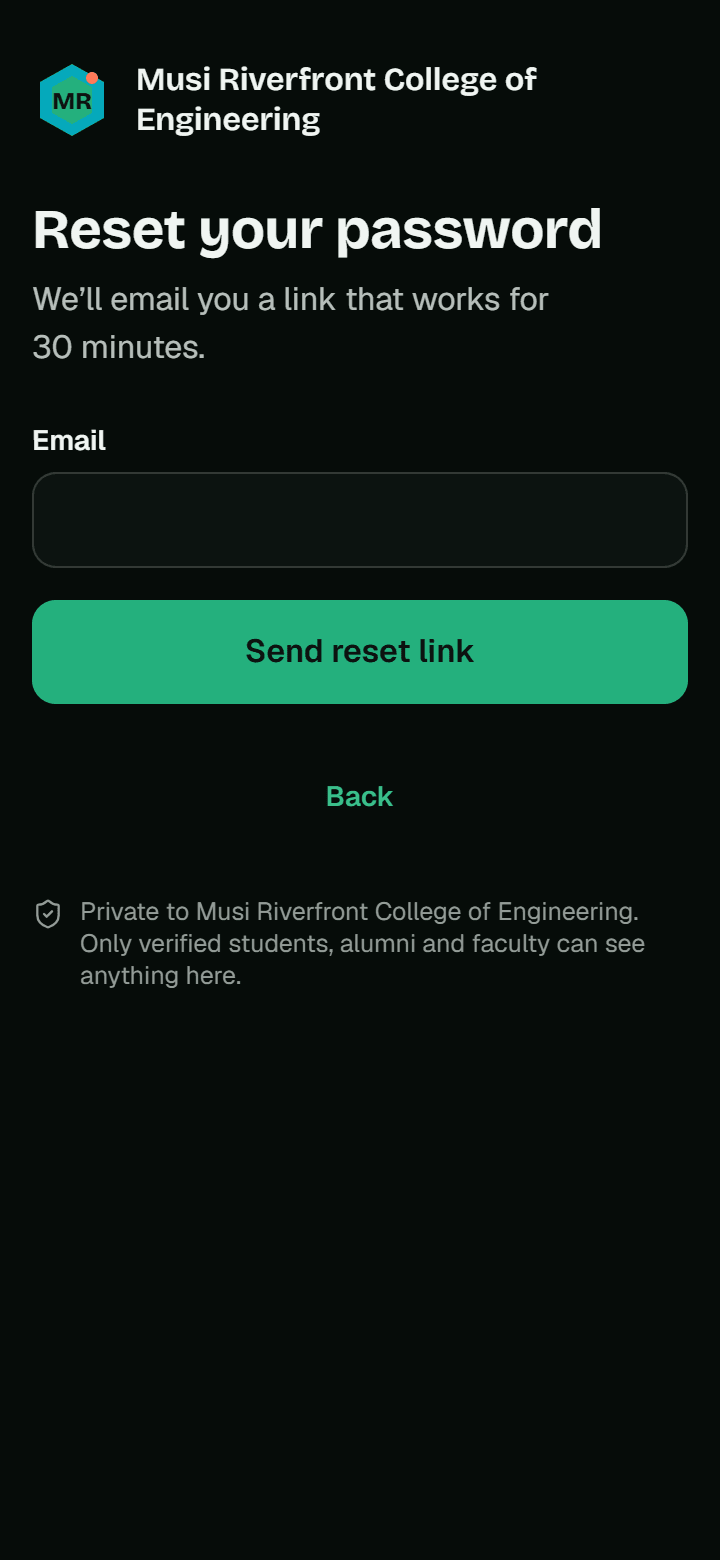 MR
Musi Riverfront College of
Engineering
Reset your password
We’ll email you a link that works for
30 minutes.
Email
Send reset link
Back
Private to Musi Riverfront College of Engineering.
Only verified students, alumni and faculty can see
anything here.